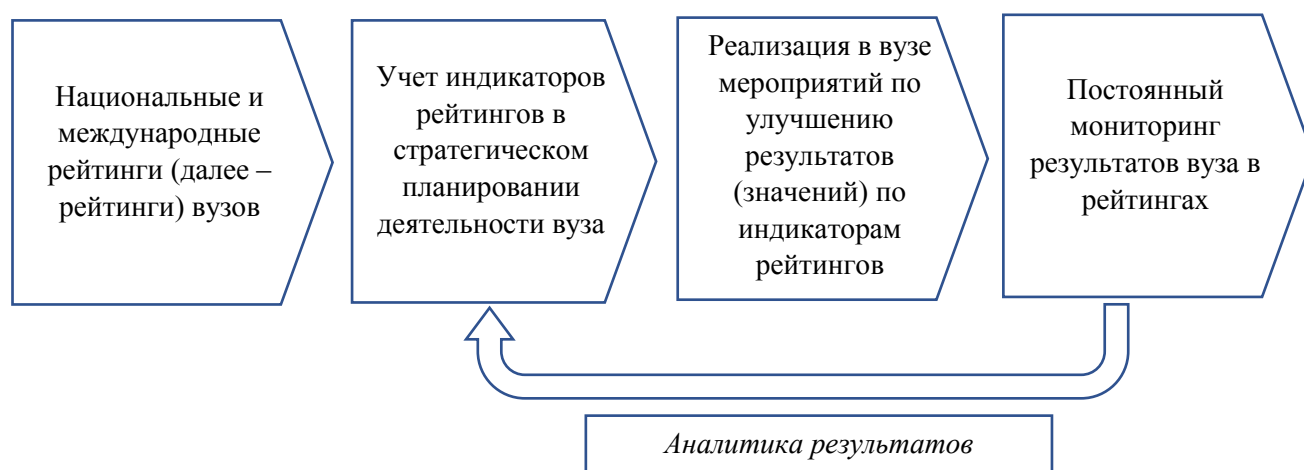 Национальные и
международные
рейтинги (далее –
рейтинги) вузов
Учет индикаторов
рейтингов в
стратегическом
планировании
деятельности вуза
Реализация в вузе
мероприятий по
улучшению
результатов
(значений) по
индикаторам
рейтингов
Постоянный
мониторинг
результатов вуза в
рейтингах
Аналитика результатов